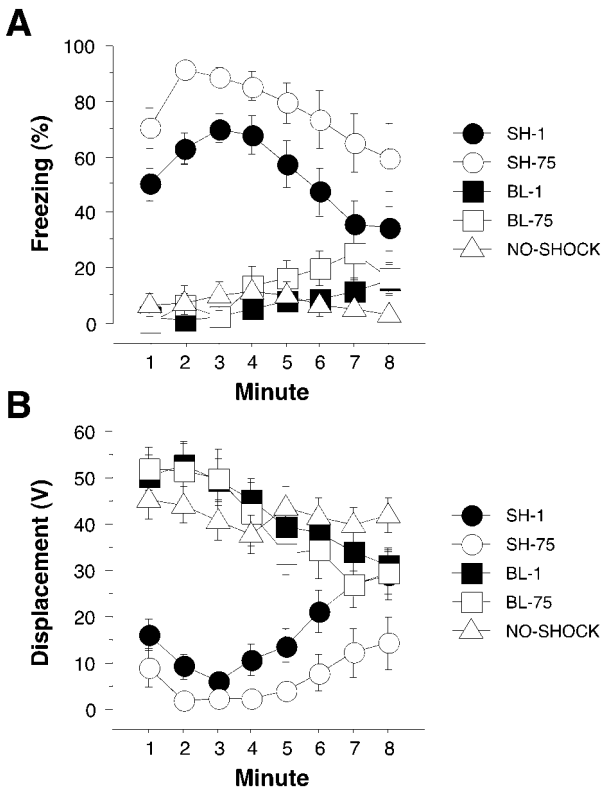 A
100
80
60
40
20
0
Freezing (%)
1 2 3 4 5 6 7 8
Minute
SH-1
SH-75
BL-1
BL-75
NO-SHOCK
B
60
50
40
30
20
10
0
Displacement (V)
1 2 3 4 5 6 7 8
Minute
SH-1
SH-75
BL-1
BL-75
NO-SHOCK